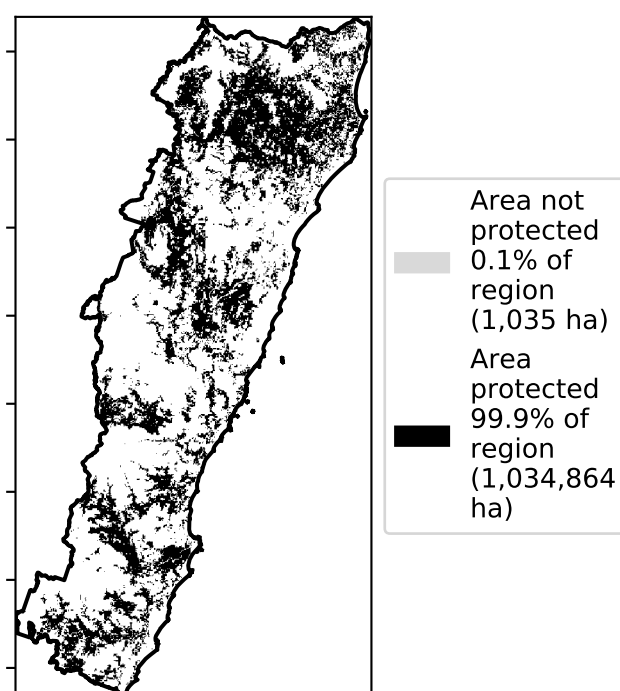 Area not
protected
0.1% of
region
(1,035 ha)
Area
protected
99.9% of
region
(1,034,864
ha)